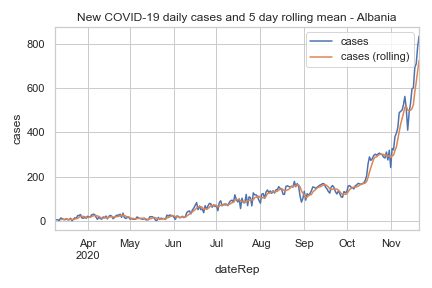 New COVID-19 daily cases and 5 day rolling mean - Albania
cases
cases (rolling)
800
600
400
200
0
cases
Apr
2020
May
Jun
Jul
Aug
Sep
Oct
Nov
dateRep